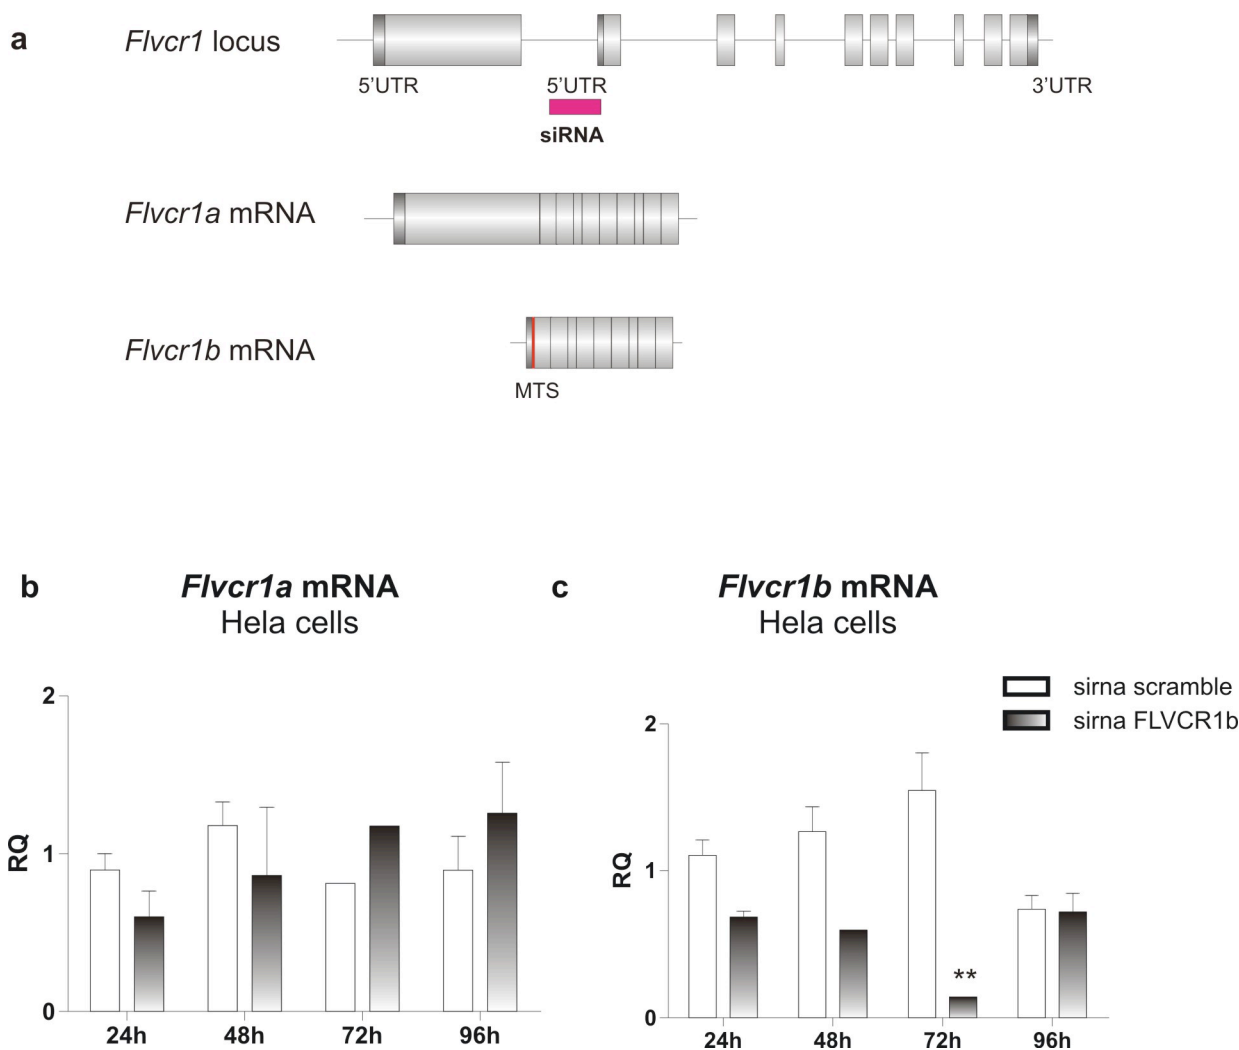 a
Flvcr1 locus
5’UTR 5’UTR 3’UTR
siRNA
Flvcr1a mRNA
Flvcr1b mRNA
MTS
b Flvcr1a mRNA
Hela cells
c Flvcr1b mRNA
Hela cells
sirna scramble
sirna FLVCR1b
2
1
0
RQ
24h 48h 72h 96h
2
1
0
RQ
**
24h 48h 72h 96h